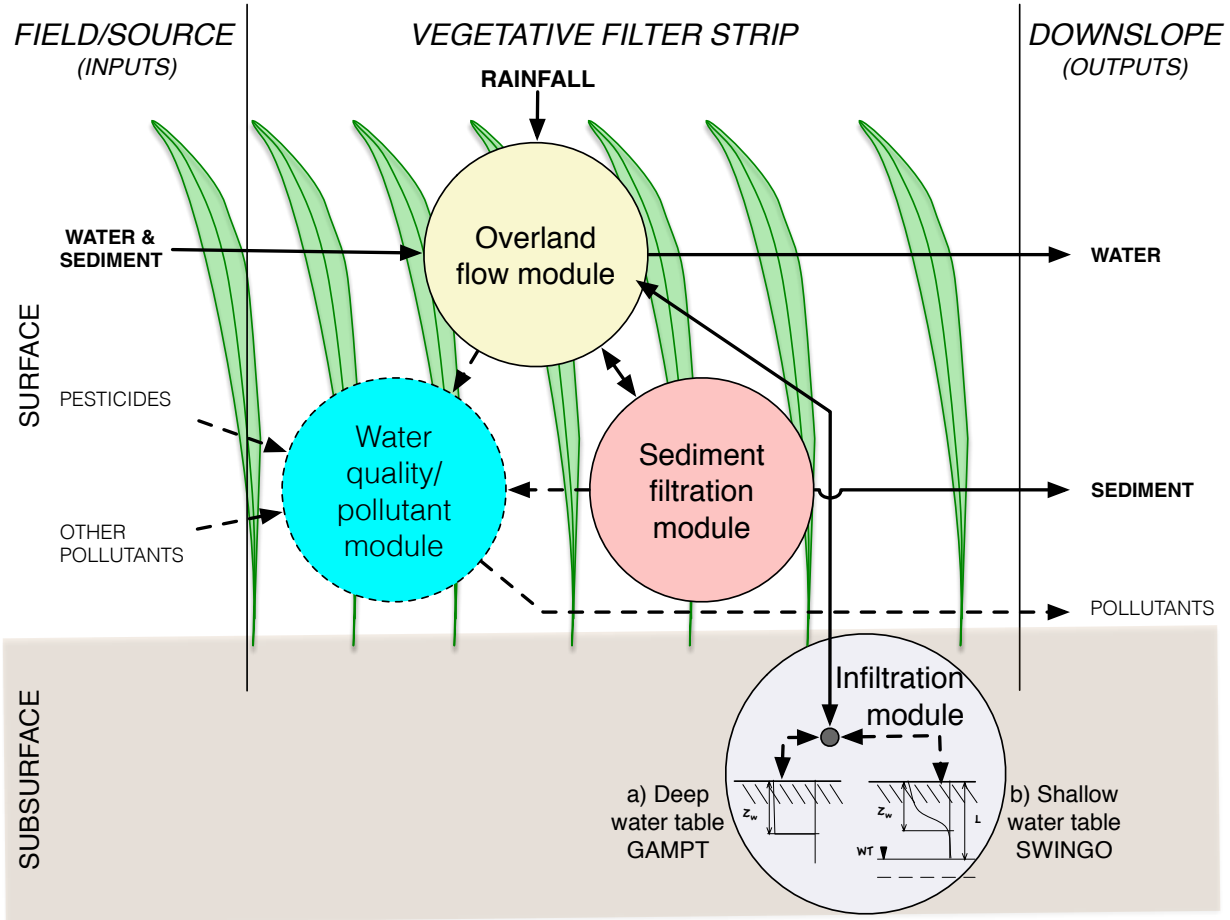 FIELD/SOURCE
(INPUTS)
VEGETATIVE FILTER STRIP
DOWNSLOPE
(OUTPUTS)
RAINFALL
Overland
flow module
WATER &
SEDIMENT
WATER
SURFACE
PESTICIDES
OTHER
POLLUTANTS
Water
quality/
pollutant
module
Sediment
filtration
module
SEDIMENT
POLLUTANTS
SUBSURFACE
Infiltration
module
a) Deep
water table
GAMPT
zw
zw
L
WT
b) Shallow
water table
SWINGO